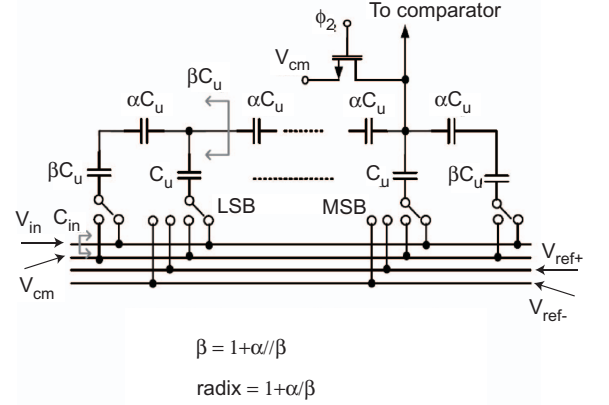 To comparator
ϕ2,
Vcm
βCu
αCu
αCu
αCu
αCu
βCu
Cu
Cu
βCu
LSB
MSB
Vin
Cin
Vcm
Vref+
Vref-
β = 1+α//β
radix = 1+α/β